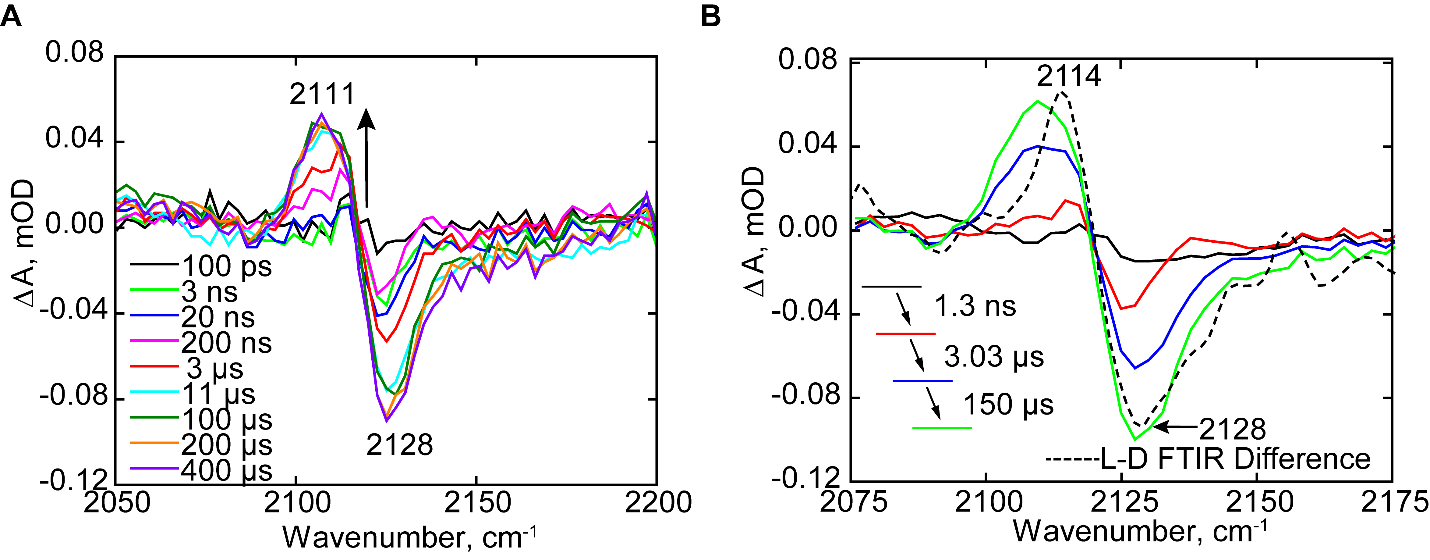 A
0.08
0.04
0.00
-0.04
-0.08
-0.12
ΔA, mOD
2111
2128
100 ps
3 ns
20 ns
200 ns
3 µs
11 µs
100 µs
200 µs
400 µs
2050
2100
2150
2200
Wavenumber, cm-1
B
0.08
0.04
0.00
-0.04
-0.08
-0.12
ΔA, mOD
2114
1.3 ns
3.03 µs
150 µs
2128
L-D FTIR Difference
2075
2100
2125
2150
2175
Wavenumber, cm-1